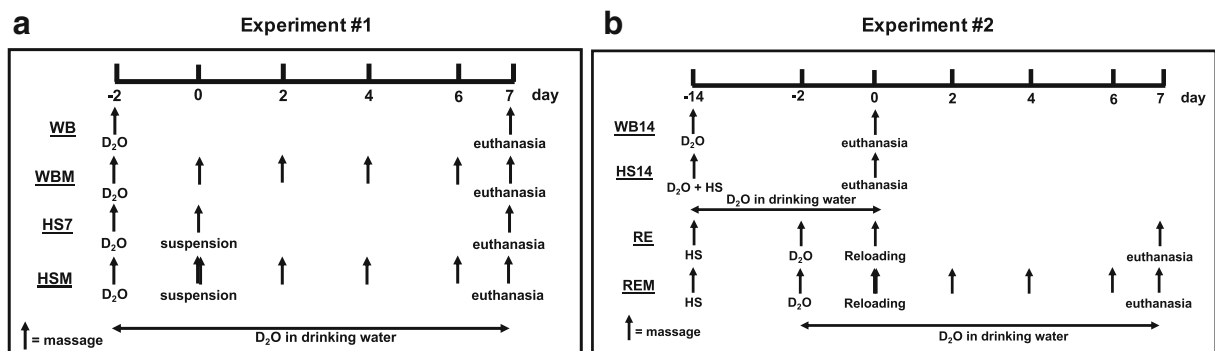 a Experiment #1
-2 0 2 4 6 7 day
WB
D₂O euthanasia
WBM
D₂O euthanasia
HS7
D₂O suspension euthanasia
HSM
D₂O suspension euthanasia
D₂O in drinking water
= massage
b Experiment #2
-14 -2 0 2 4 6 7 day
WB14
D₂O euthanasia
HS14
D₂O + HS euthanasia
D₂O in drinking water
RE
HS D₂O Reloading euthanasia
REM
HS D₂O Reloading euthanasia
D₂O in drinking water
= massage